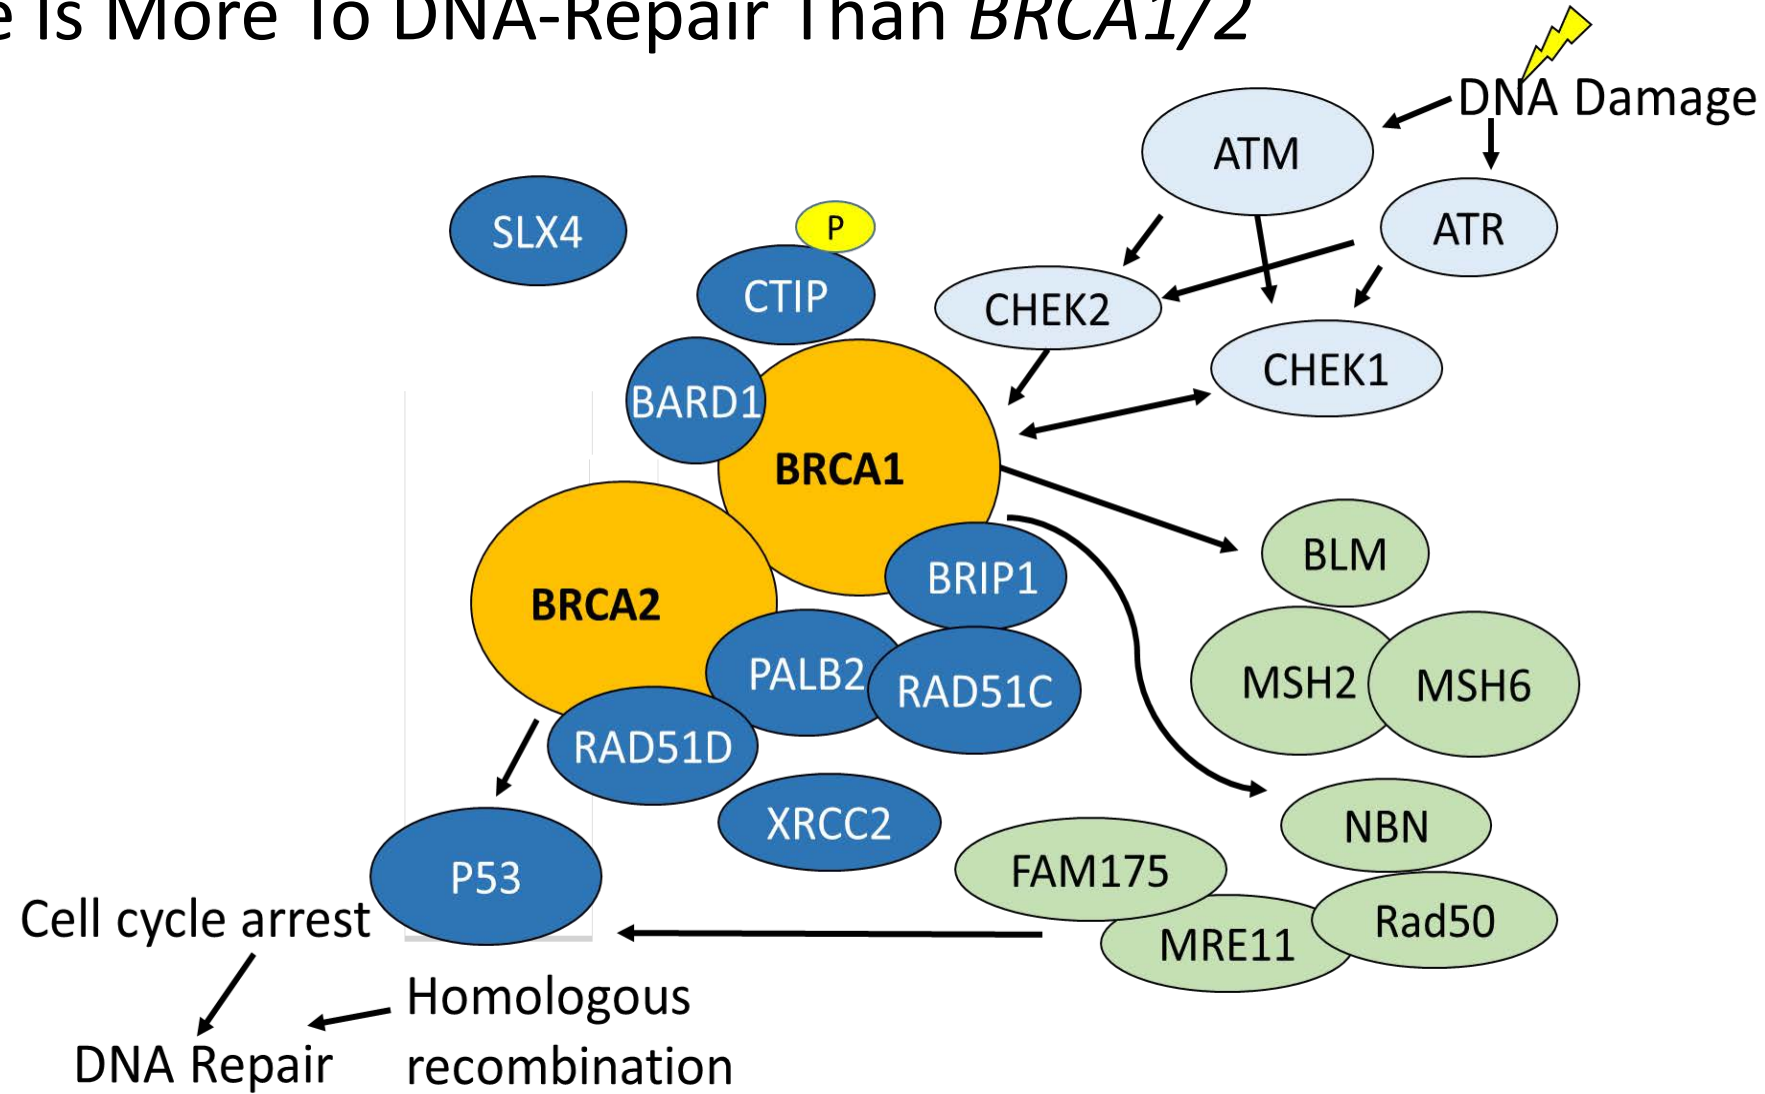 e Is More To DNA-Repair Than BRCA1/2
DNA Damage
ATM
ATR
SLX4
P
CTIP
CHEK2
CHEK1
BARD1
BRCA1
BLM
BRIP1
BRCA2
PALB2
RAD51C
MSH2
MSH6
RAD51D
XRCC2
NBN
P53
FAM175
Rad50
MRE11
Cell cycle arrest
Homologous
recombination
DNA Repair